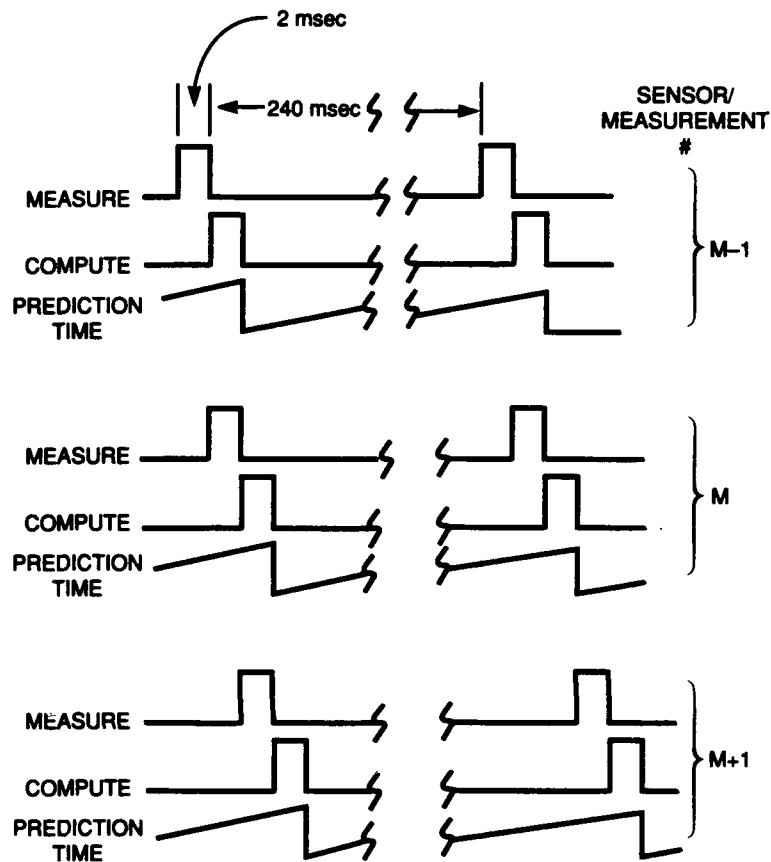 2 msec
240 msec
SENSOR/
MEASUREMENT
#
MEASURE
COMPUTE
PREDICTION
TIME
M–1
MEASURE
COMPUTE
PREDICTION
TIME
M
MEASURE
COMPUTE
PREDICTION
TIME
M+1